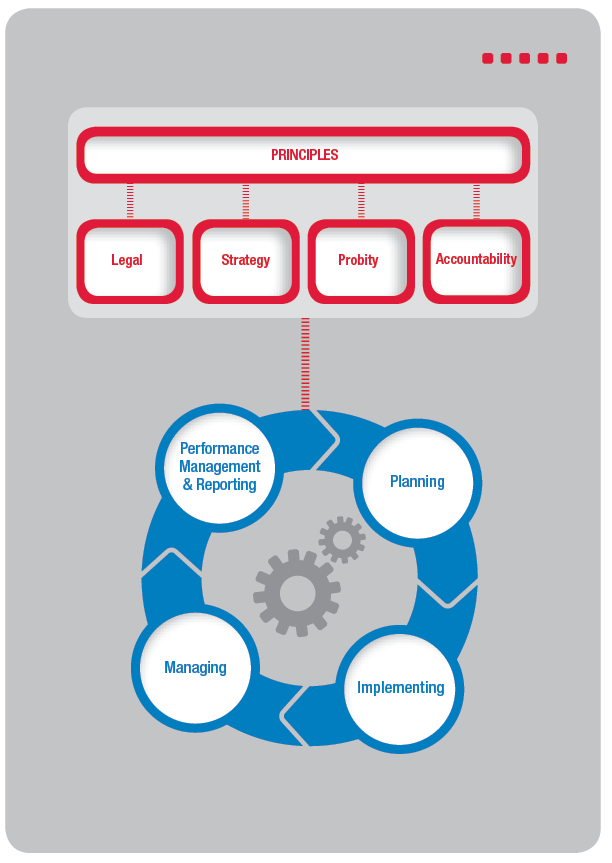 PRINCIPLES
Legal
Strategy
Probity
Accountability
Performance
Management
& Reporting
Planning
Managing
Implementing